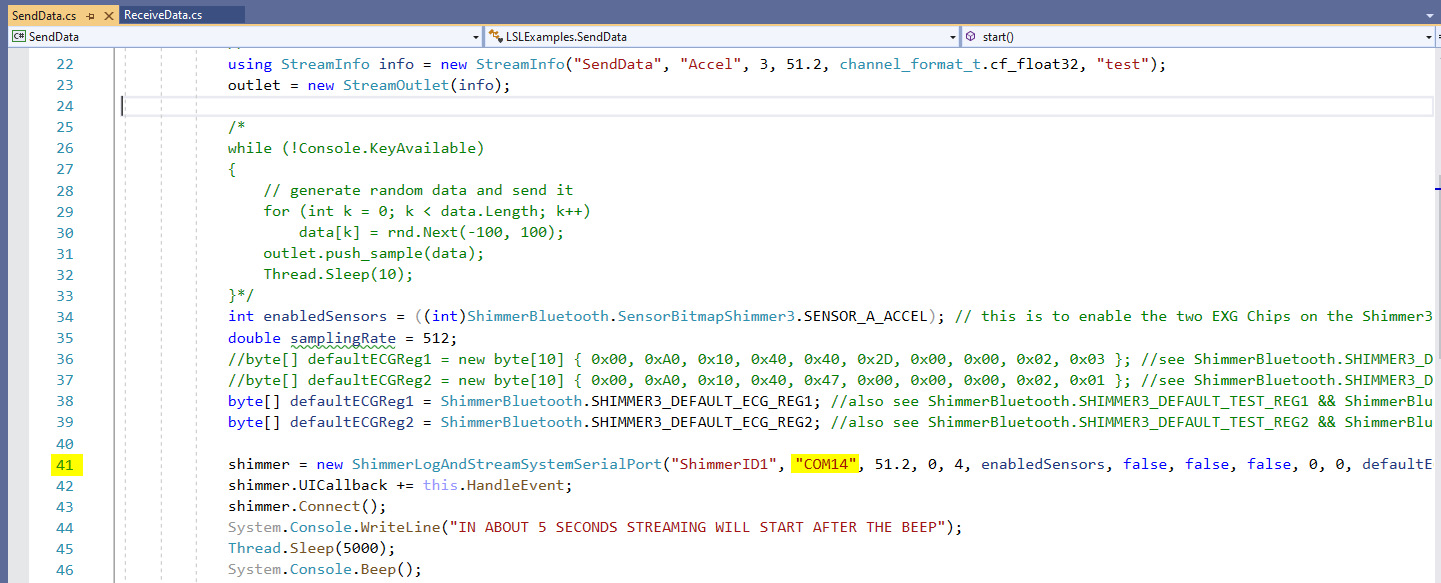 SendData.cs ReceiveData.cs
C# SendData LSLExamples.SendData start()
22 using StreamInfo info = new StreamInfo("SendData", "Accel", 3, 51.2, channel_format_t.cf_float32, "test");
23 outlet = new StreamOutlet(info);
24
25 /*
26 while (!Console.KeyAvailable)
27 {
28 // generate random data and send it
29 for (int k = 0; k < data.Length; k++)
30 data[k] = rnd.Next(-100, 100);
31 outlet.push_sample(data);
32 Thread.Sleep(10);
33 }*/
34 int enabledSensors = ((int)ShimmerBluetooth.SensorBitmapShimmer3.SENSOR_A_ACCEL); // this is to enable the two EXG Chips on the Shimmer3
35 double samplingRate = 512;
36 //byte[] defaultECGReg1 = new byte[10] { 0x00, 0xA0, 0x10, 0x40, 0x40, 0x2D, 0x00, 0x00, 0x02, 0x03 }; //see ShimmerBluetooth.SHIMMER3_D
37 //byte[] defaultECGReg2 = new byte[10] { 0x00, 0xA0, 0x10, 0x40, 0x47, 0x00, 0x00, 0x00, 0x02, 0x01 }; //see ShimmerBluetooth.SHIMMER3_D
38 byte[] defaultECGReg1 = ShimmerBluetooth.SHIMMER3_DEFAULT_ECG_REG1; //also see ShimmerBluetooth.SHIMMER3_DEFAULT_TEST_REG1 && ShimmerBlu
39 byte[] defaultECGReg2 = ShimmerBluetooth.SHIMMER3_DEFAULT_ECG_REG2; //also see ShimmerBluetooth.SHIMMER3_DEFAULT_TEST_REG2 && ShimmerBlu
40
41 shimmer = new ShimmerLogAndStreamSystemSerialPort("ShimmerID1", "COM14", 51.2, 0, 4, enabledSensors, false, false, false, 0, 0, defaultE
42 shimmer.UICallback += this.HandleEvent;
43 shimmer.Connect();
44 System.Console.WriteLine("IN ABOUT 5 SECONDS STREAMING WILL START AFTER THE BEEP");
45 Thread.Sleep(5000);
46 System.Console.Beep();